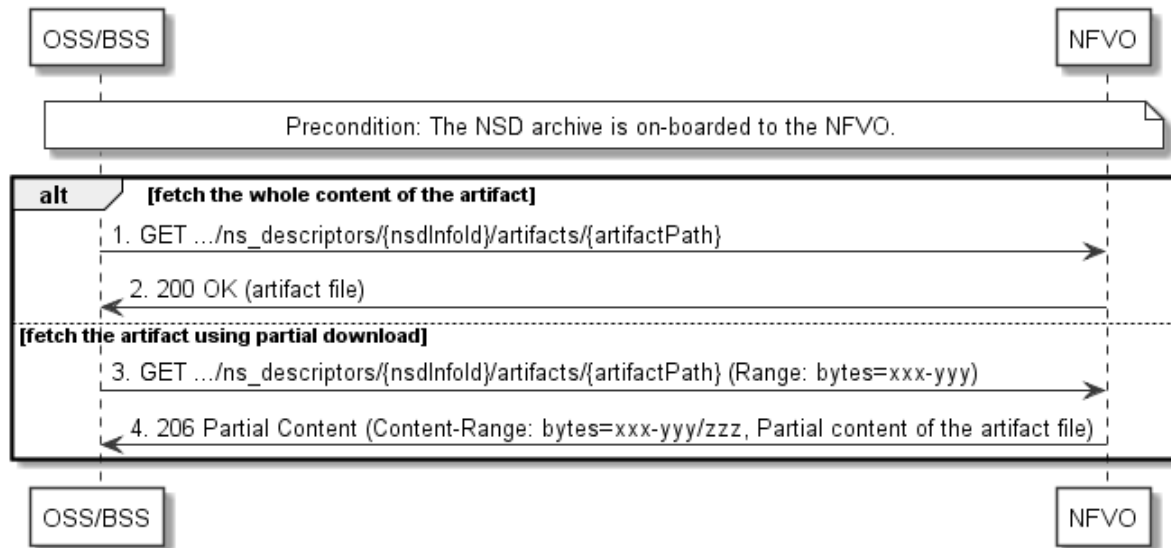 OSS/BSS
NFVO
Precondition: The NSD archive is on-boarded to the NFVO.
alt
[fetch the whole content of the artifact]
1. GET .../ns_descriptors/{nsdInfoId}/artifacts/{artifactPath}
2. 200 OK (artifact file)
[fetch the artifact using partial download]
3. GET .../ns_descriptors/{nsdInfoId}/artifacts/{artifactPath} (Range: bytes=xxx-yyy)
4. 206 Partial Content (Content-Range: bytes=xxx-yyy/zzz, Partial content of the artifact file)
OSS/BSS
NFVO